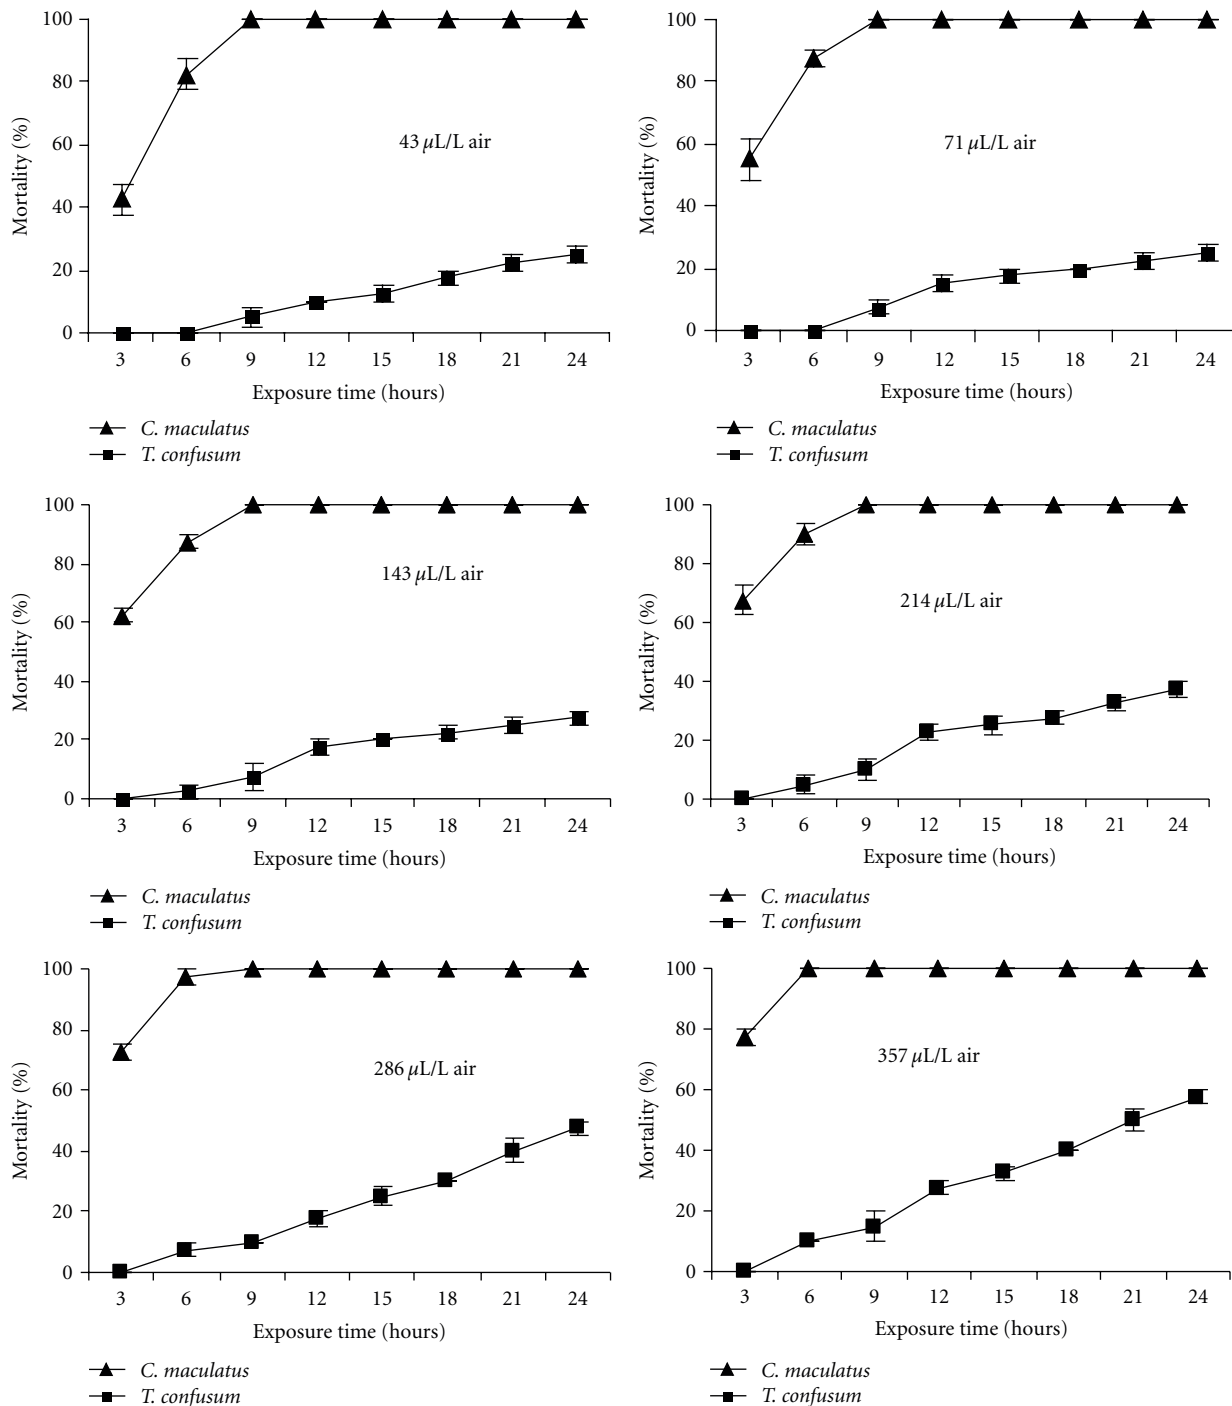 100
80
60
40
20
0
Mortality (%)
43 µL/L air
3 6 9 12 15 18 21 24
Exposure time (hours)
C. maculatus
T. confusum
100
80
60
40
20
0
Mortality (%)
71 µL/L air
3 6 9 12 15 18 21 24
Exposure time (hours)
C. maculatus
T. confusum
100
80
60
40
20
0
Mortality (%)
143 µL/L air
3 6 9 12 15 18 21 24
Exposure time (hours)
C. maculatus
T. confusum
100
80
60
40
20
0
Mortality (%)
214 µL/L air
3 6 9 12 15 18 21 24
Exposure time (hours)
C. maculatus
T. confusum
100
80
60
40
20
0
Mortality (%)
286 µL/L air
3 6 9 12 15 18 21 24
Exposure time (hours)
C. maculatus
T. confusum
100
80
60
40
20
0
Mortality (%)
357 µL/L air
3 6 9 12 15 18 21 24
Exposure time (hours)
C. maculatus
T. confusum